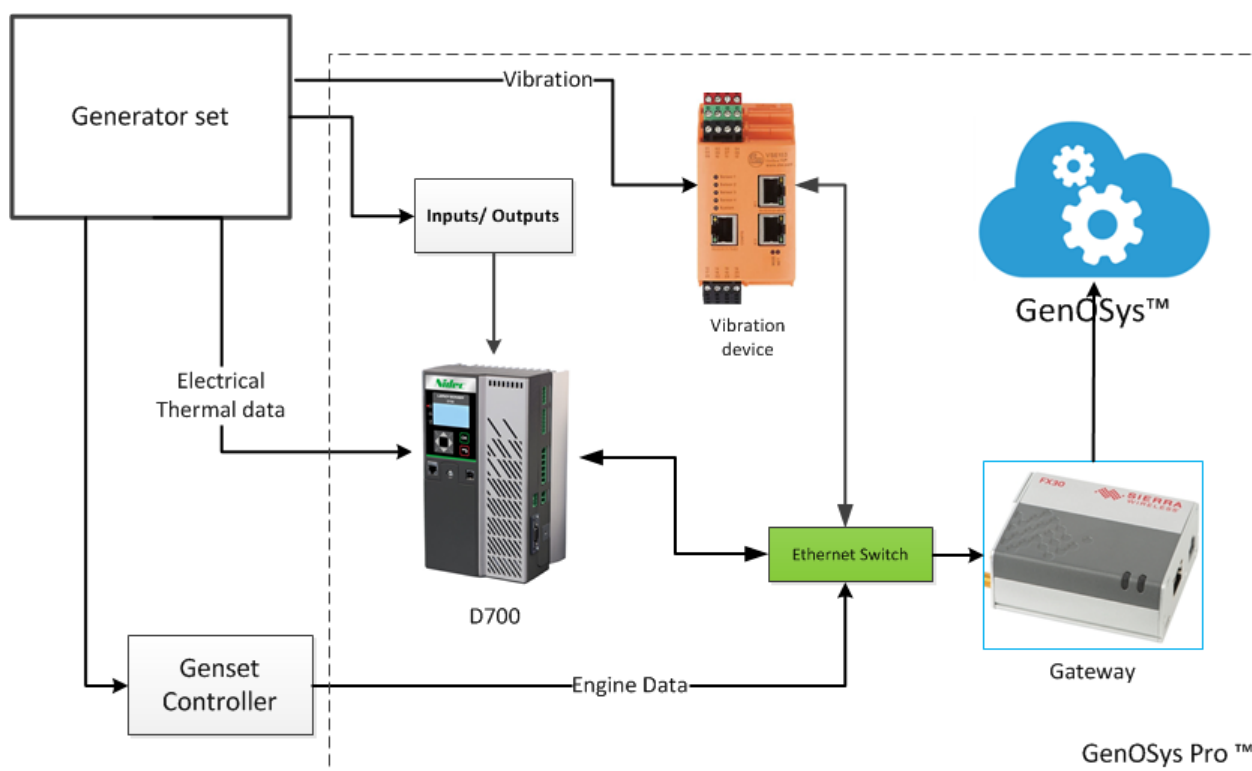 Generator set
Vibration
Inputs/ Outputs
Vibration
device
GenOSys™
Electrical
Thermal data
Nidec
D700
FX30
SIERRA
WIRELESS
Ethernet Switch
Gateway
Genset
Controller
Engine Data
GenOSys Pro ™